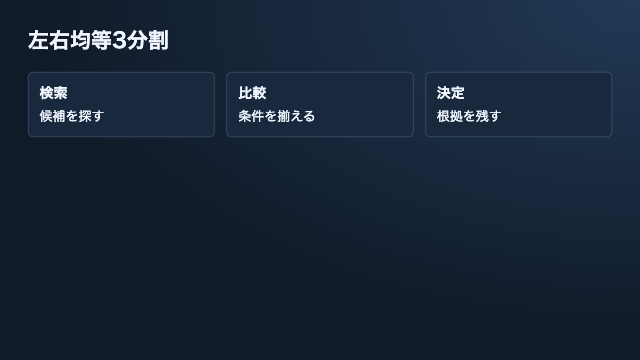 左右均等3分割
検索
候補を探す
比較
条件を揃える
決定
根拠を残す